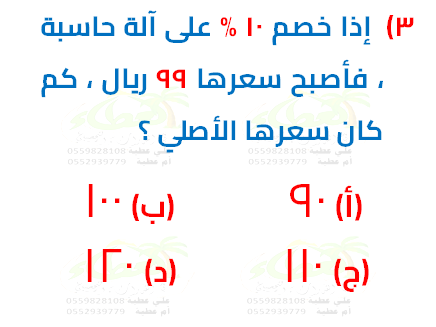 ٣) إذا خصم ١٠ % على آلة حاسبة
، فأصبح سعرها ٩٩ ريال ، كم
كان سعرها الأصلي ؟
(أ) ٩٠ (ب) ١٠٠
(ج) ١١٠ (د) ١٢٠
علي عطية 0559828108
أم عطية 0552939779
علي عطية 0559828108
أم عطية 0552939779
علي عطية 0559828108
أم عطية 0552939779
علي عطية 0559828108
أم عطية 0552939779